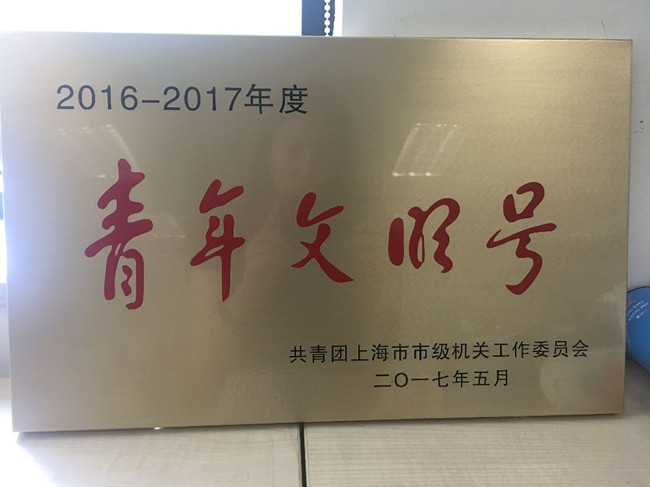 2016-2017年度
青年文明号
共青团上海市市级机关工作委员会
二〇一七年五月